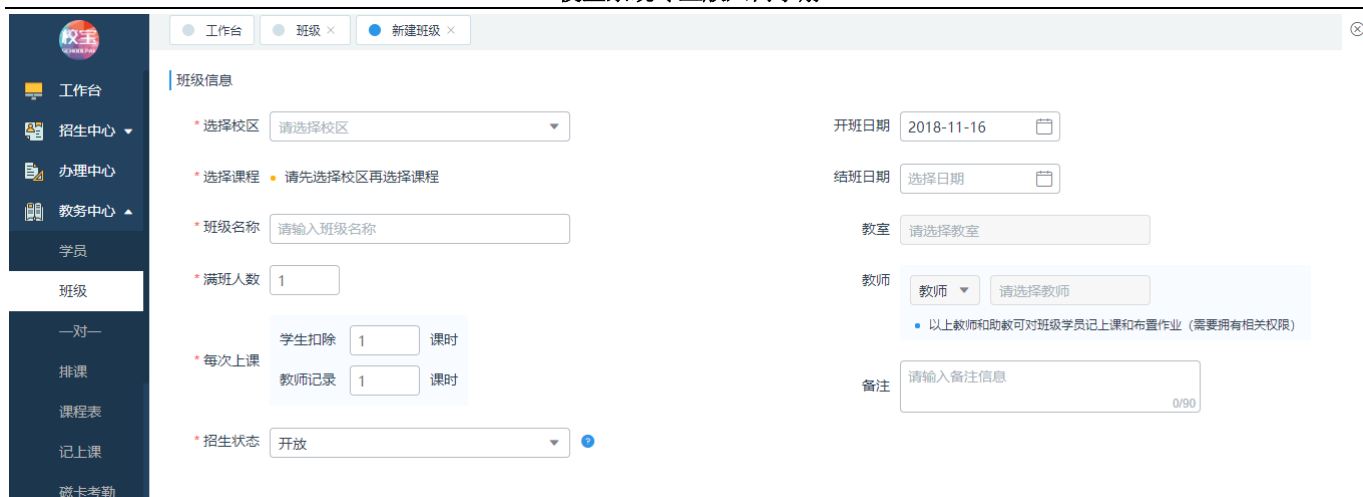 校宝
SCHOOLPAL
工作台
班级 ×
新建班级 ×
工作台
招生中心
办理中心
教务中心
学员
班级
一对一
排课
课程表
记上课
磁卡考勤
班级信息
* 选择校区 请选择校区
* 选择课程 • 请先选择校区再选择课程
* 班级名称 请输入班级名称
* 满班人数 1
* 每次上课
学生扣除 1 课时
教师记录 1 课时
* 招生状态 开放 ?
开班日期 2018-11-16
结班日期 选择日期
教室 请选择教室
教师 教师 请选择教师
• 以上教师和助教可对班级学员记上课和布置作业（需要拥有相关权限）
备注 请输入备注信息
0/90